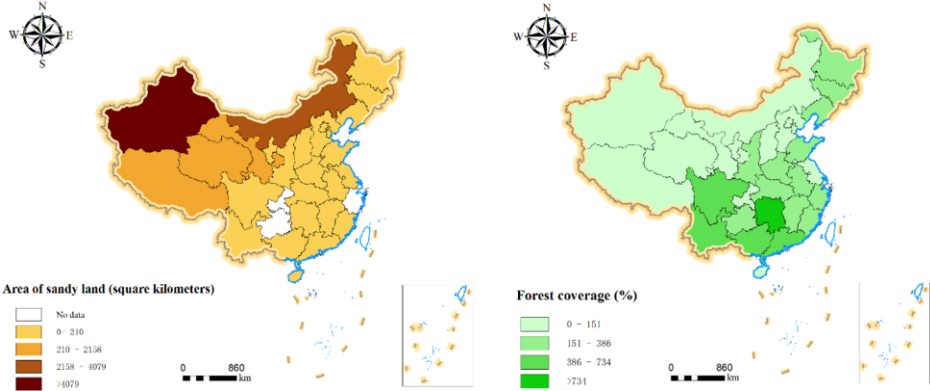 N
W E
S
Area of sandy land (square kilometers)
No data
0- 210
210 - 2158
2158 - 4079
>4079
0 860
km
N
W E
S
Forest coverage (%)
0 - 151
151 - 386
386 - 734
>734
0 860
km